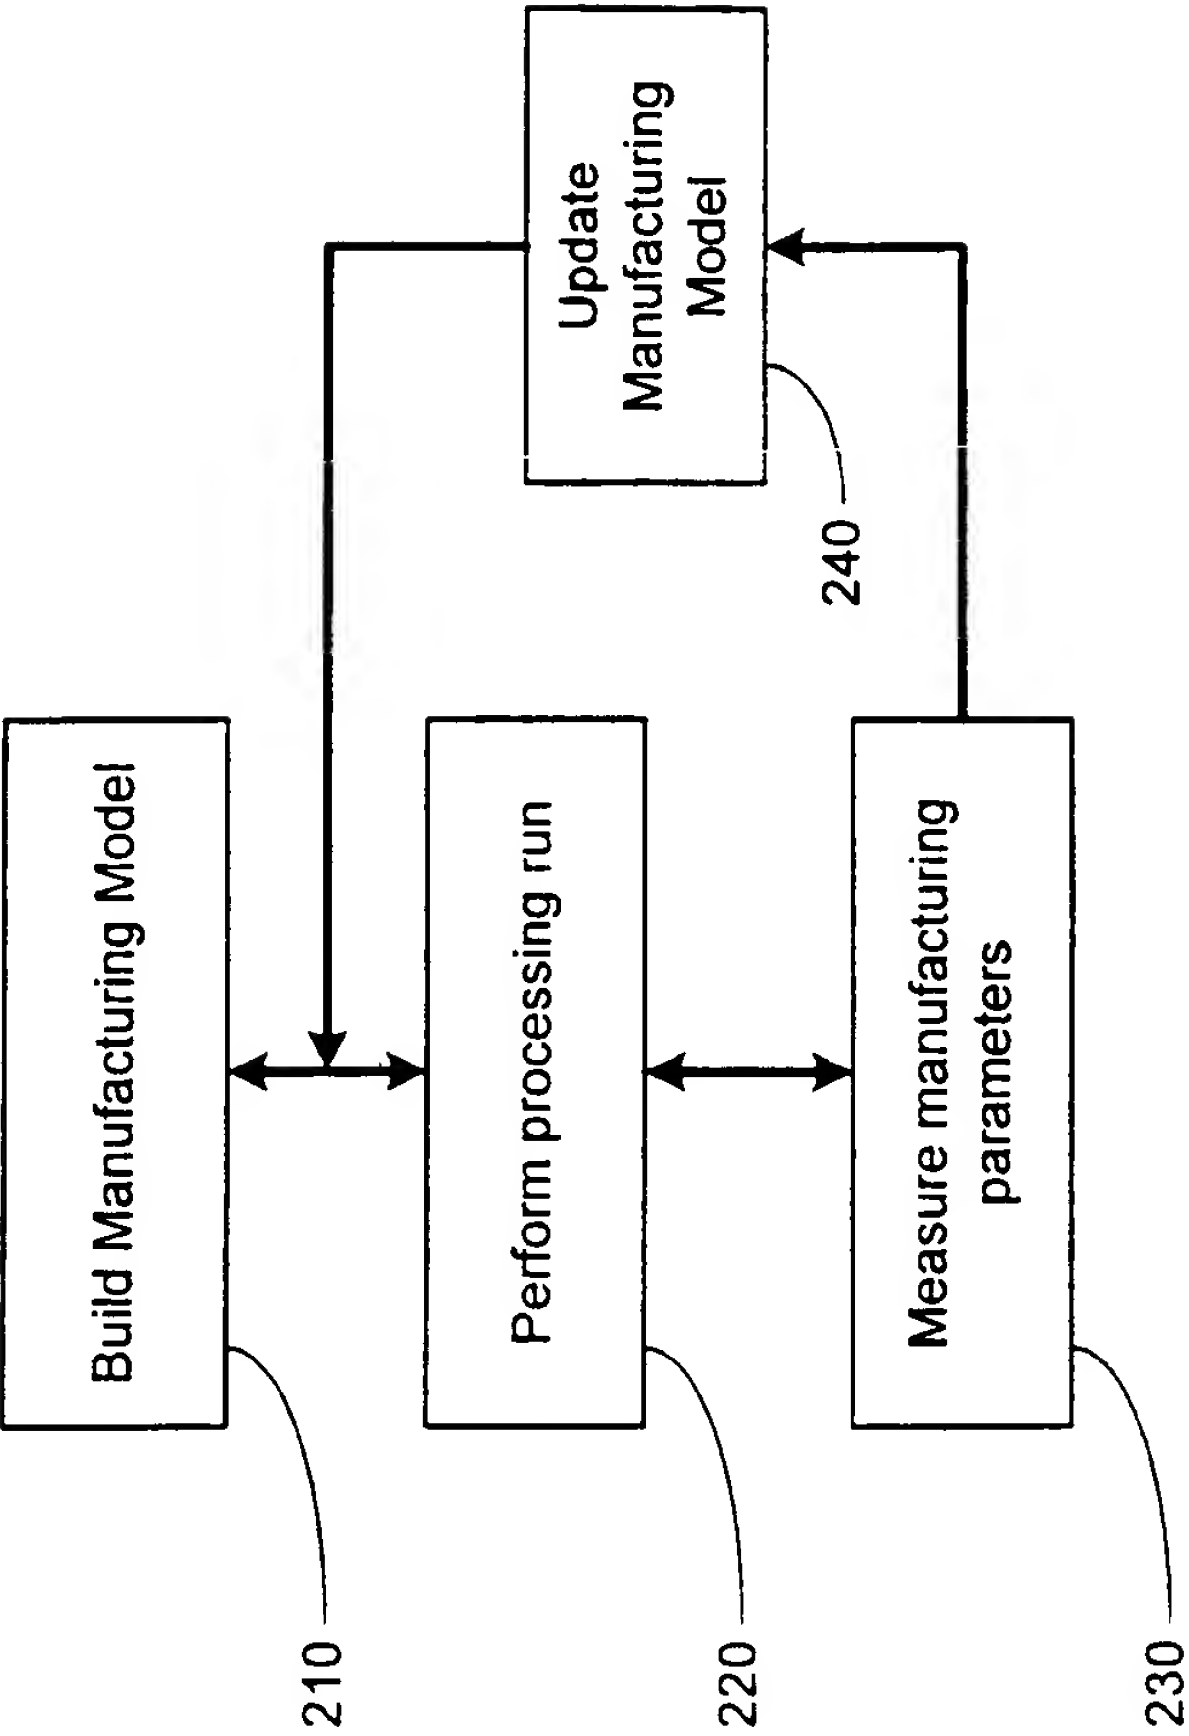 Build Manufacturing Model
210
Perform processing run
220
Measure manufacturing
parameters
230
Update
Manufacturing
Model
240